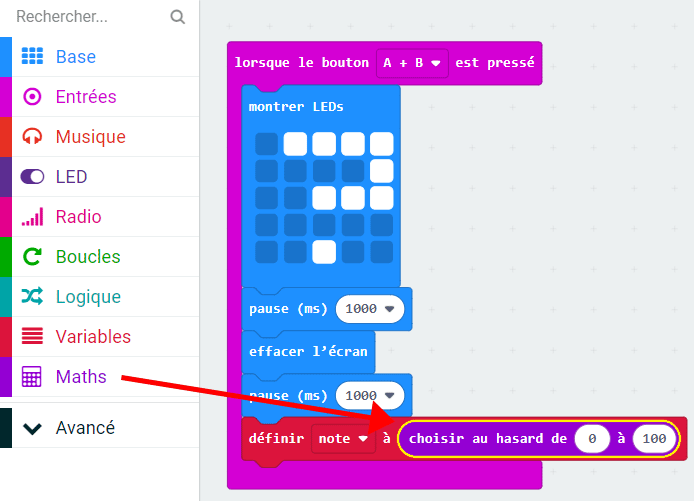 Rechercher...
Base
Entrées
Musique
LED
Radio
Boucles
Logique
Variables
Maths
Avancé
lorsque le bouton A + B est pressé
montrer LEDs
pause (ms) 1000
effacer l’écran
pause (ms) 1000
définir note à choisir au hasard de 0 à 100